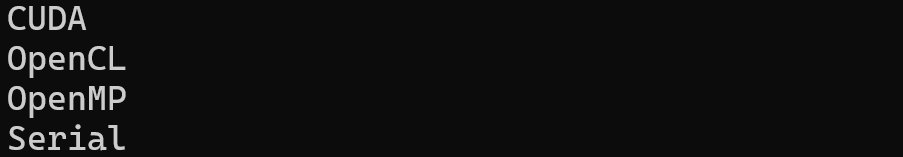 CUDA
OpenCL
OpenMP
Serial